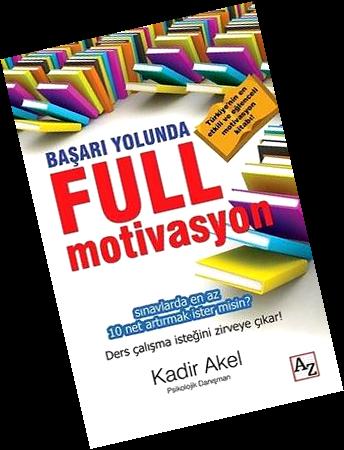 Türkiye'nin en
etkili ve eğlenceli
motivasyon
kitabı!
BAŞARI YOLUNDA
FULL
motivasyon
sınavlarda en az
10 net artırmak ister misin?
Ders çalışma isteğini zirveye çıkar!
Kadir Akel
Psikolojik Danışman
AZ